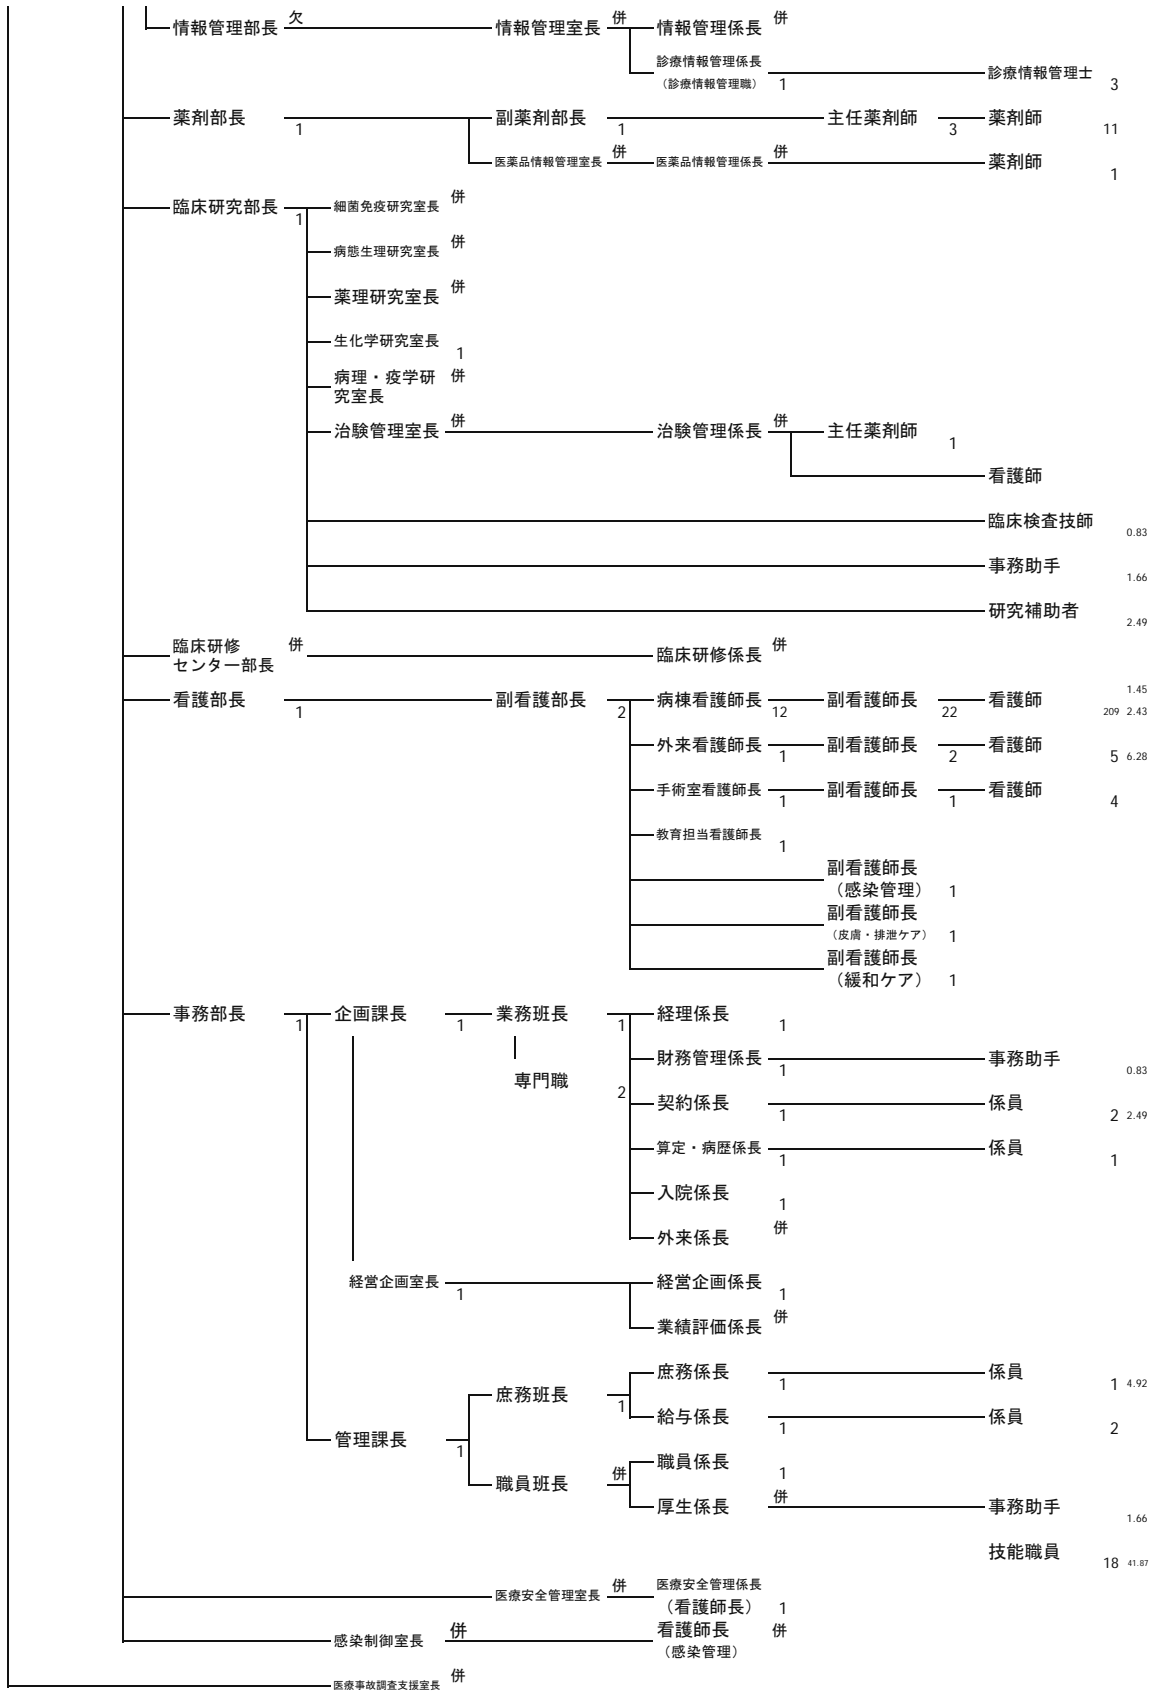 情報管理部長 欠 情報管理室長 併 情報管理係長 併
診療情報管理係長
（診療情報管理職） 1 診療情報管理士 3
薬剤部長 1 副薬剤部長 1 主任薬剤師 3 薬剤師 11
医薬品情報管理室長 併 医薬品情報管理係長 併 薬剤師 1
臨床研究部長 1 細菌免疫研究室長 併
病態生理研究室長 併
薬理研究室長 併
生化学研究室長 1
病理・疫学研 併
究室長
治験管理室長 併 治験管理係長 併 主任薬剤師 1
看護師
臨床検査技師 0.83
事務助手 1.66
研究補助者 2.49
臨床研修 併
センター部長 臨床研修係長 併
看護部長 1 副看護部長 2 病棟看護師長 12 副看護師長 22 看護師 1.45
209 2.43
外来看護師長 1 副看護師長 2 看護師 5 6.28
手術室看護師長 1 副看護師長 1 看護師 4
教育担当看護師長 1
副看護師長
（感染管理） 1
副看護師長
（皮膚・排泄ケア） 1
副看護師長
（緩和ケア） 1
事務部長 1 企画課長 1 業務班長 1 経理係長 1
財務管理係長 1 事務助手 0.83
専門職 2
契約係長 1 係員 2 2.49
算定・病歴係長 1 係員 1
入院係長 1
外来係長 併
経営企画室長 1 経営企画係長 1
業績評価係長 併
庶務係長 1 係員 1 4.92
庶務班長 1
給与係長 1 係員 2
管理課長 1
職員係長 1
職員班長 併
厚生係長 併 事務助手 1.66
技能職員 18 41.87
医療安全管理室長 併 医療安全管理係長
（看護師長） 1
感染制御室長 併 看護師長 併
（感染管理）
医療事故調査支援室長 併